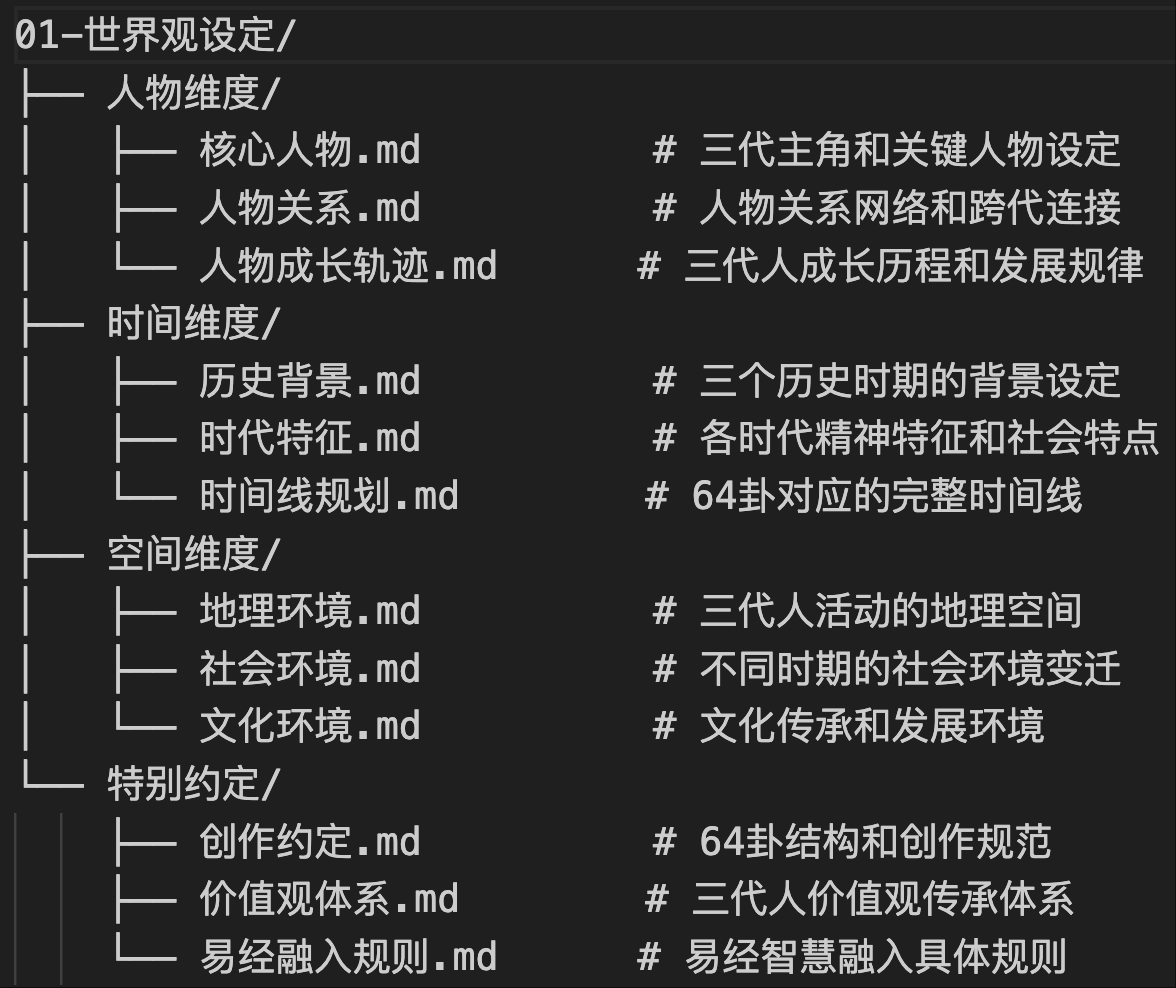 01-世界观设定/
├── 人物维度/
│   ├── 核心人物.md            # 三代主角和关键人物设定
│   ├── 人物关系.md            # 人物关系网络和跨代连接
│   └── 人物成长轨迹.md       # 三代人成长历程和发展规律
├── 时间维度/
│   ├── 历史背景.md            # 三个历史时期的背景设定
│   ├── 时代特征.md            # 各时代精神特征和社会特点
│   └── 时间线规划.md         # 64卦对应的完整时间线
├── 空间维度/
│   ├── 地理环境.md            # 三代人活动的地理空间
│   ├── 社会环境.md            # 不同时期的社会环境变迁
│   └── 文化环境.md            # 文化传承和发展环境
└── 特别约定/
    ├── 创作约定.md            # 64卦结构和创作规范
    ├── 价值观体系.md         # 三代人价值观传承体系
    └── 易经融入规则.md       # 易经智慧融入具体规则